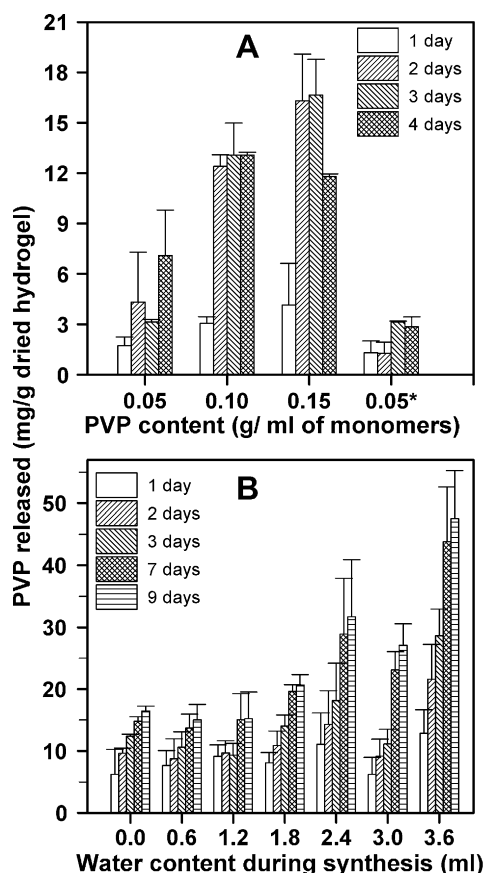 21
18
15
12
9
6
3
0
A
1 day
2 days
3 days
4 days
0.05 0.10 0.15 0.05*
PVP content (g/ ml of monomers)
PVP released (mg/g dried hydrogel)
50
40
30
20
10
0
B
1 day
2 days
3 days
7 days
9 days
0.0 0.6 1.2 1.8 2.4 3.0 3.6
Water content during synthesis (ml)